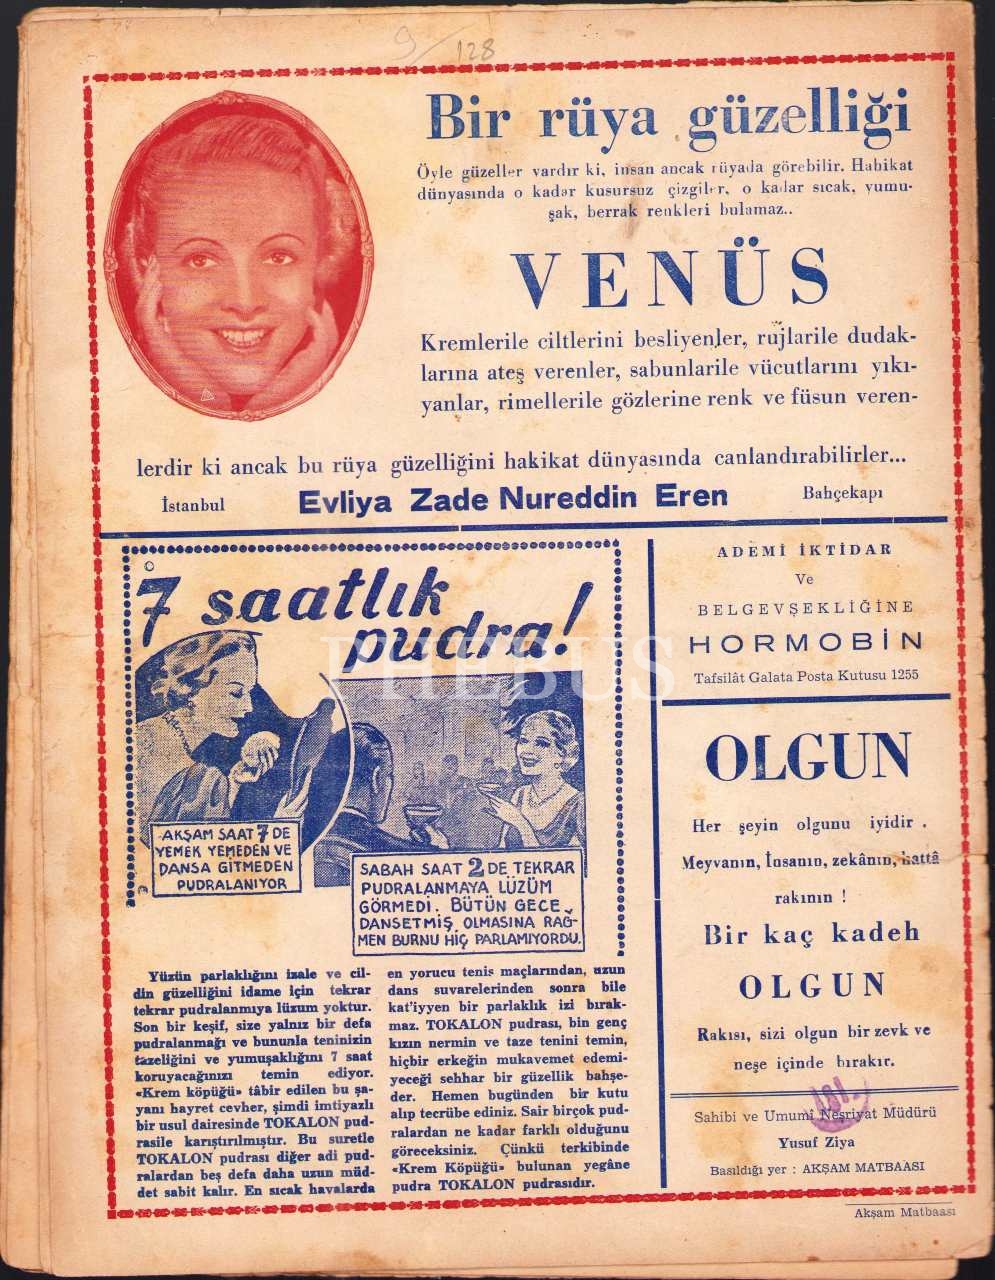 9/128
Bir rüya güzelliği
Öyle güzeller vardır ki, insan ancak rüyada görebilir. Hakikat
dünyasında o kadar kusursuz çizgiler, o kadar sıcak, yumu-
şak, berrak renkleri bulamaz..
VENÜS
Kremlerile ciltlerini besliyenler, rujlarile dudak-
larına ateş verenler, sabunlarile vücutlarını yıkı-
yanlar, rimellerile gözlerine renk ve füsun veren-
lerdir ki ancak bu rüya güzelliğini hakikat dünyasında canlandırabilirler...
İstanbul Evliya Zade Nureddin Eren Bahçekapı
7 saatlık
pudra!
AKŞAM SAAT 7 DE
YEMEK YEMEDEN VE
DANSA GİTMEDEN
PUDRALANIYOR
SABAH SAAT 2 DE TEKRAR
PUDRALANMAYA LÜZÜM
GÖRMEDİ. BÜTÜN GECE
DANSETMİŞ OLMASINA RAĞ-
MEN BURNU HİÇ PARLAMIYORDU.
Yüzün parlaklığını izale ve cil-
din güzelliğini idame için tekrar
tekrar pudralanmıya lüzum yoktur.
Son bir keşif, size yalnız bir defa
pudralanmağı ve bununla teninizin
tazeliğini ve yumuşaklığını 7 saat
koruyacağınızı temin ediyor.
«Krem köpüğü» tâbir edilen bu şa-
yanı hayret cevher, şimdi imtiyazlı
bir usul dairesinde TOKALON pud-
rasile karıştırılmıştır. Bu suretle
TOKALON pudrası diğer adi pud-
ralardan beş defa daha uzun müd-
det sabit kalır. En sıcak havalarda
en yorucu tenis maçlarından, uzun
dans suvarelerinden sonra bile
kat'iyyen bir parlaklık izi bırak-
maz. TOKALON pudrası, bin genç
kızın nermin ve taze tenini temin,
hiçbir erkeğin mukavemet edemi-
yeceği sehhar bir güzellik bahşe-
der. Hemen bugünden bir kutu
alıp tecrübe ediniz. Sair birçok pud-
ralardan ne kadar farklı olduğunu
göreceksiniz. Çünkü terkibinde
«Krem Köpüğü» bulunan yegâne
pudra TOKALON pudrasıdır.
ADEMİ İKTİDAR
Ve
BELGEVŞEKLİĞİNE
HORMOBİN
Tafsilât Galata Posta Kutusu 1255
OLGUN
Her şeyin olgunu iyidir .
Meyvanın, İnsanın, zekânın, hattâ
rakının !
Bir kaç kadeh
OLGUN
Rakısı, sizi olgun bir zevk ve
neşe içinde bırakır.
Sahibi ve Umumî Neşriyat Müdürü
Yusuf Ziya
Basıldığı yer : AKŞAM MATBAASI
Akşam Matbaası
PHEBUS